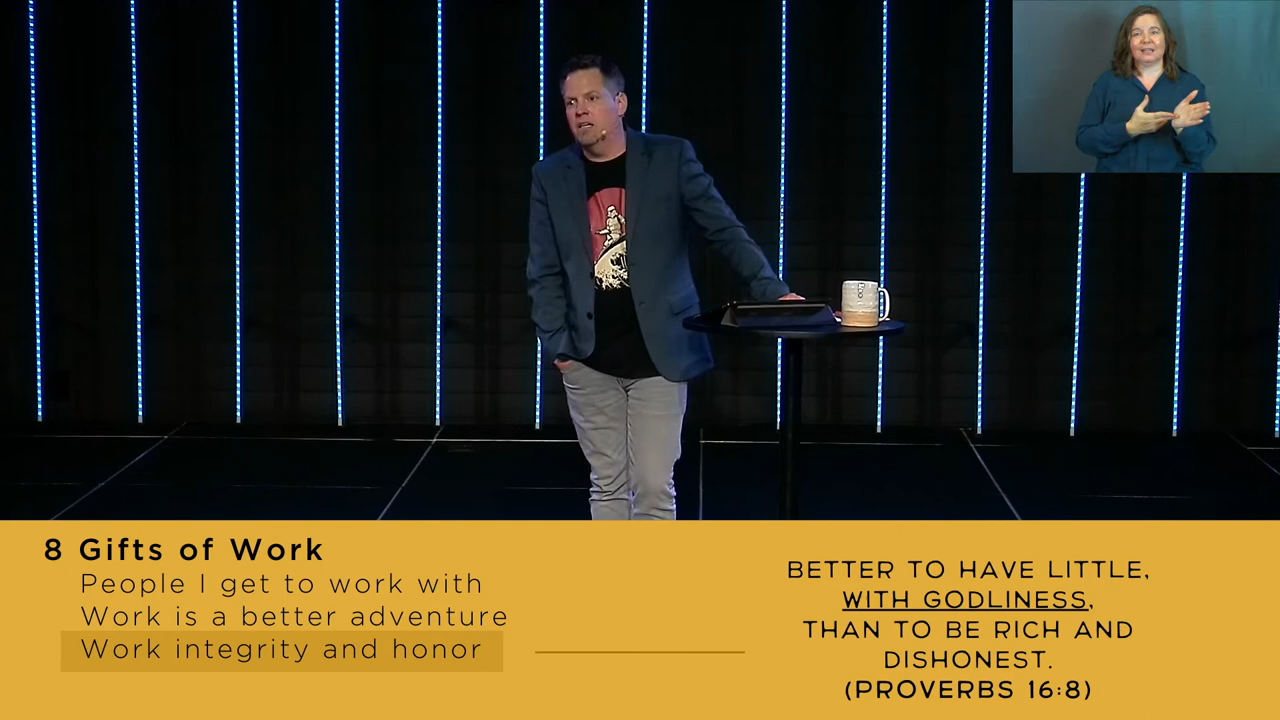 8 Gifts of Work
People I get to work with
Work is a better adventure
Work integrity and honor
BETTER TO HAVE LITTLE,
WITH GODLINESS,
THAN TO BE RICH AND
DISHONEST.
(PROVERBS 16:8)